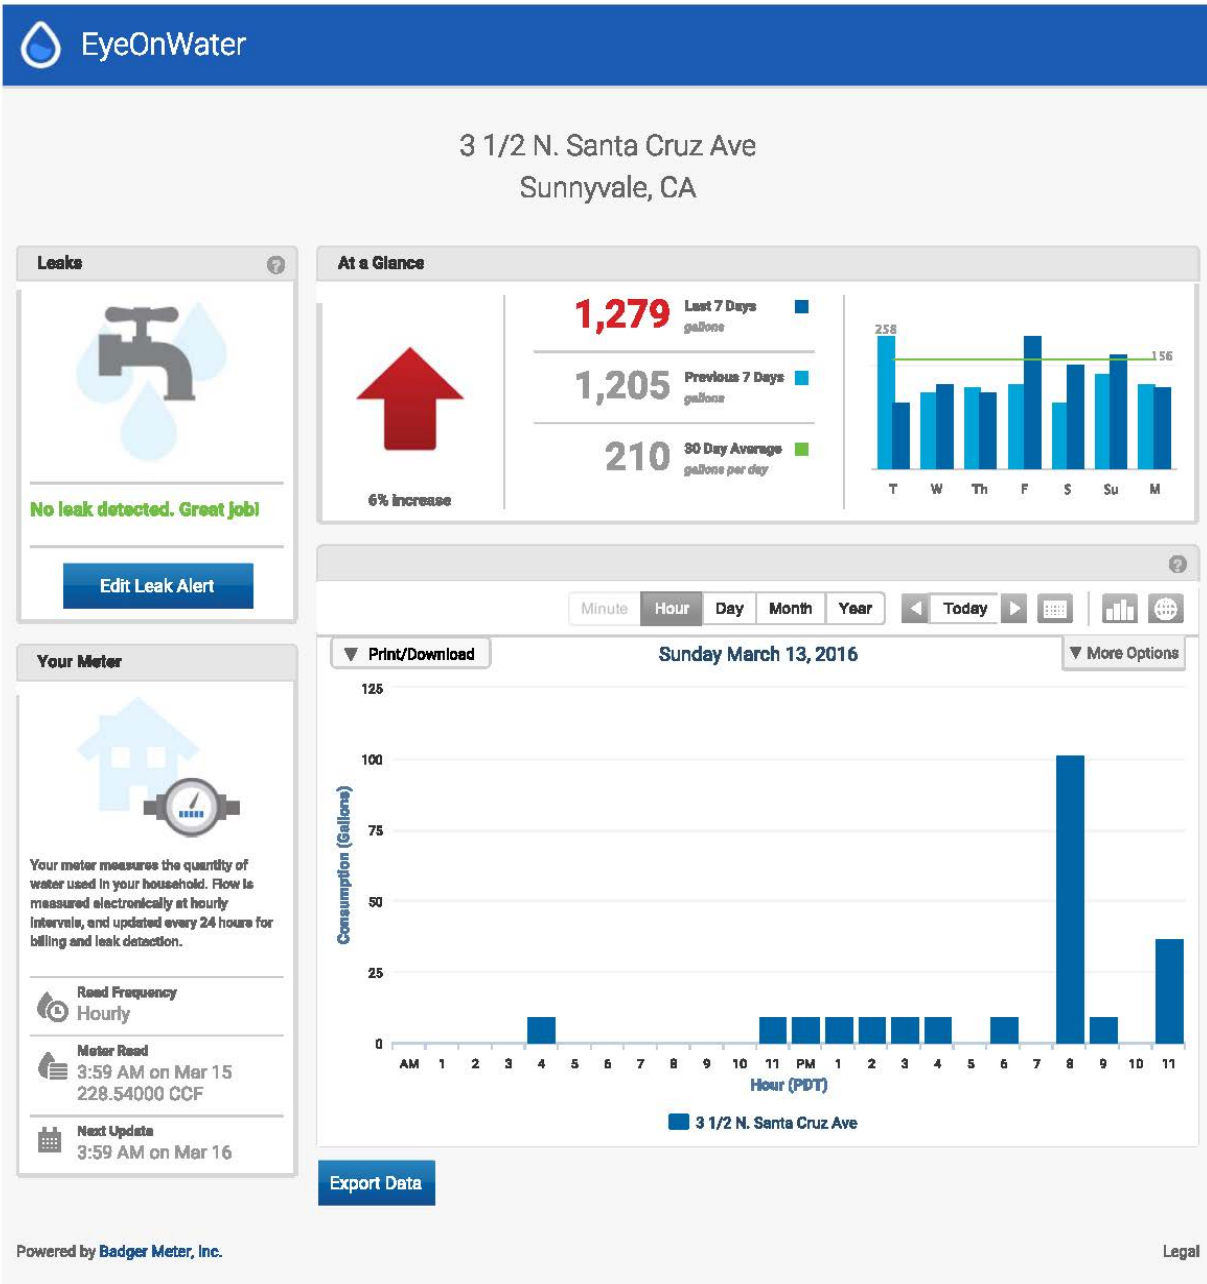 EyeOnWater
3 1/2 N. Santa Cruz Ave
Sunnyvale, CA
Leaks
?
No leak detected. Great job!
Edit Leak Alert
Your Meter
Your meter measures the quantity of
water used in your household. Flow is
measured electronically at hourly
intervals, and updated every 24 hours for
billing and leak detection.
Read Frequency
Hourly
Meter Read
3:59 AM on Mar 15
228.54000 CCF
Next Update
3:59 AM on Mar 16
At a Glance
6% increase
1,279 Last 7 Days
gallons
1,205 Previous 7 Days
gallons
210 30 Day Average
gallons per day
258
156
T W Th F S Su M
?
Minute Hour Day Month Year Today
Print/Download
Sunday March 13, 2016
More Options
Consumption (Gallons)
125
100
75
50
25
0
AM 1 2 3 4 5 6 7 8 9 10 11 PM 1 2 3 4 5 6 7 8 9 10 11
Hour (PDT)
3 1/2 N. Santa Cruz Ave
Export Data
Powered by Badger Meter, Inc.
Legal